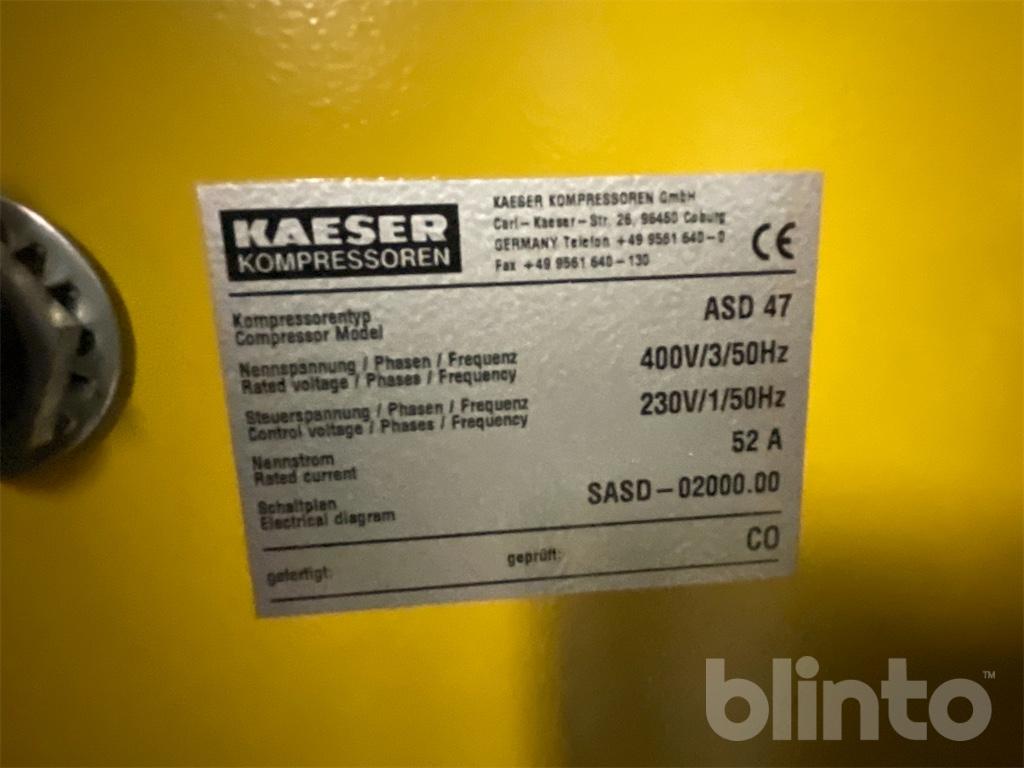 KAESER
KOMPRESSOREN
KAESER KOMPRESSOREN GmbH
Carl-Kaeser-Str. 26, 96450 Coburg
GERMANY Telefon +49 9561 640-0
Fax +49 9561 640-130
CE
Kompressorentyp
Compressor Model
ASD 47
Nennspannung / Phasen / Frequenz
Rated voltage / Phases / Frequency
400V/3/50Hz
Steuerspannung / Phasen / Frequenz
Control voltage / Phases / Frequency
230V/1/50Hz
Nennstrom
Rated current
52 A
Schaltplan
Electrical diagram
SASD-02000.00
gefertigt:
geprüft:
CO
blinto™